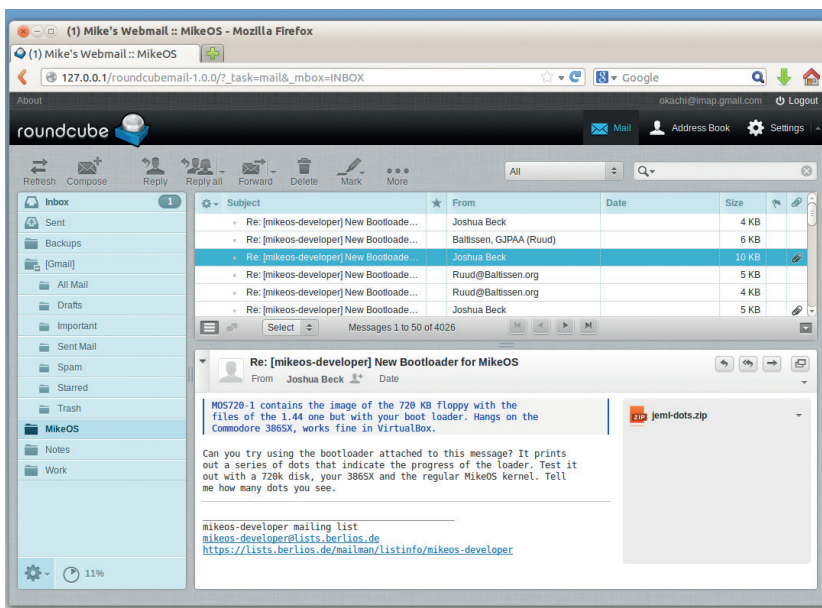 (1) Mike's Webmail :: MikeOS - Mozilla Firefox
(1) Mike's Webmail :: MikeOS
127.0.0.1/roundcubemail-1.0.0/?_task=mail&_mbox=INBOX
Google
About
okachi@imap.gmail.com Logout
roundcube
Mail Address Book Settings
Refresh Compose Reply Reply all Forward Delete Mark More
All
Inbox 1
Sent
Backups
[Gmail]
All Mail
Drafts
Important
Sent Mail
Spam
Starred
Trash
MikeOS
Notes
Work
11%
Subject From Date Size
Re: [mikeos-developer] New Bootloade... Joshua Beck 4 KB
Re: [mikeos-developer] New Bootloade... Baltissen, GJPAA (Ruud) 6 KB
Re: [mikeos-developer] New Bootloade... Joshua Beck 10 KB
Re: [mikeos-developer] New Bootloade... Ruud@Baltissen.org 5 KB
Re: [mikeos-developer] New Bootloade... Ruud@Baltissen.org 4 KB
Re: [mikeos-developer] New Bootloade... Joshua Beck 5 KB
Select Messages 1 to 50 of 4026
Re: [mikeos-developer] New Bootloader for MikeOS
From Joshua Beck Date
MOS720-1 contains the image of the 720 KB floppy with the
files of the 1.44 one but with your boot loader. Hangs on the
Commodore 386SX, works fine in VirtualBox.
Can you try using the bootloader attached to this message? It prints
out a series of dots that indicate the progress of the loader. Test it
out with a 720k disk, your 386SX and the regular MikeOS kernel. Tell
me how many dots you see.
mikeos-developer mailing list
mikeos-developer@lists.berlios.de
https://lists.berlios.de/mailman/listinfo/mikeos-developer
ZIP jeml-dots.zip